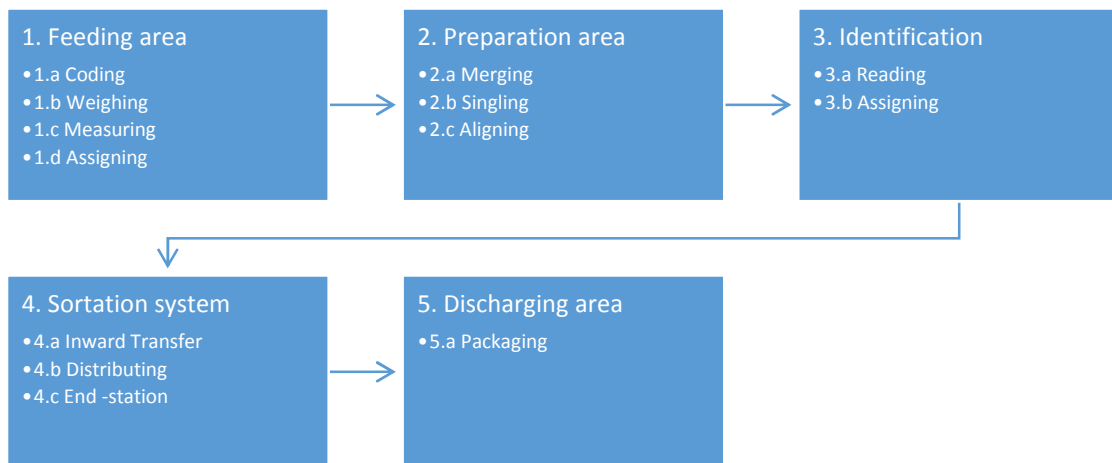 1. Feeding area
•1.a Coding
•1.b Weighing
•1.c Measuring
•1.d Assigning
2. Preparation area
•2.a Merging
•2.b Singling
•2.c Aligning
3. Identification
•3.a Reading
•3.b Assigning
4. Sortation system
•4.a Inward Transfer
•4.b Distributing
•4.c End -station
5. Discharging area
•5.a Packaging